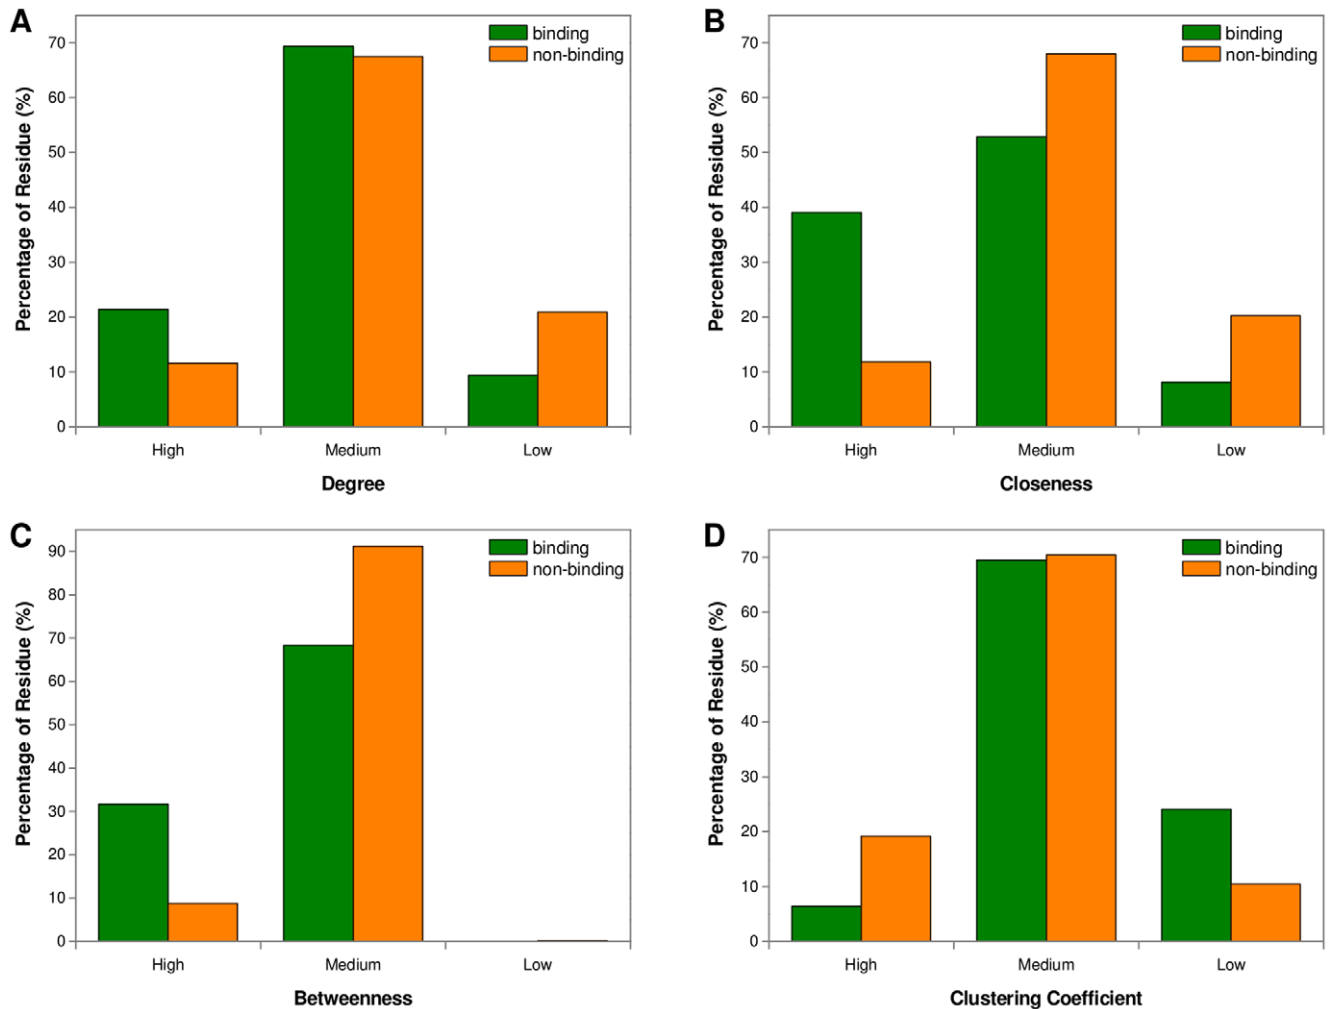 A
binding
non-binding
Percentage of Residue (%)
70
60
50
40
30
20
10
0
High Medium Low
Degree
B
binding
non-binding
Percentage of Residue (%)
70
60
50
40
30
20
10
0
High Medium Low
Closeness
C
binding
non-binding
Percentage of Residue (%)
90
80
70
60
50
40
30
20
10
0
High Medium Low
Betweenness
D
binding
non-binding
Percentage of Residue (%)
70
60
50
40
30
20
10
0
High Medium Low
Clustering Coefficient